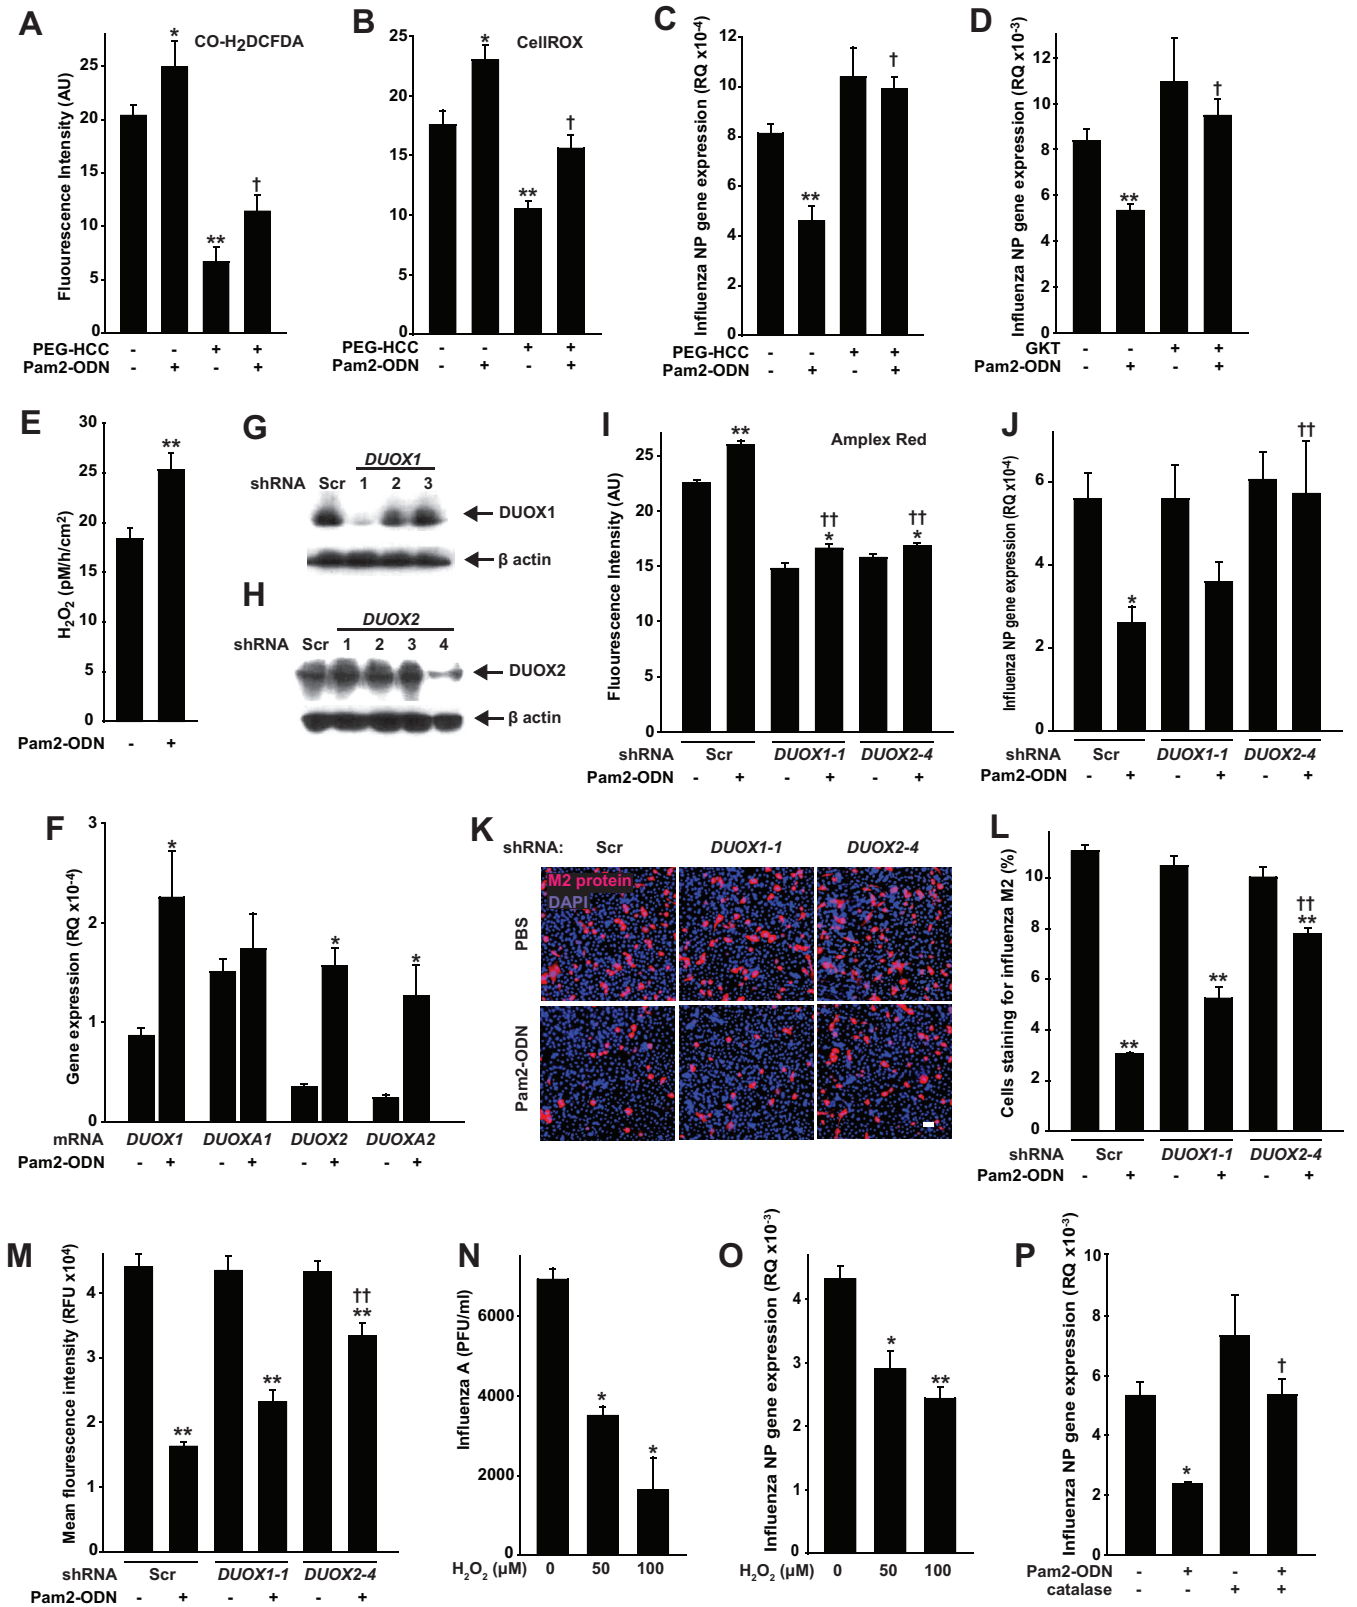 A
CO-H2DCFDA
Fluourescence Intensity (AU)
25
20
15
10
5
0
*
**
†
PEG-HCC - - + +
Pam2-ODN - + - +
B
CellROX
25
20
15
10
5
0
*
**
†
PEG-HCC - - + +
Pam2-ODN - + - +
C
Influenza NP gene expression (RQ x10-4)
12
10
8
6
4
2
0
**
†
PEG-HCC - - + +
Pam2-ODN - + - +
D
Influenza NP gene expression (RQ x10-3)
12
10
8
6
4
2
0
**
†
GKT - - + +
Pam2-ODN - + - +
E
H2O2 (pM/h/cm2)
30
25
20
15
10
5
0
**
Pam2-ODN - +
G
DUOX1
shRNA Scr 1 2 3
DUOX1
β actin
H
DUOX2
shRNA Scr 1 2 3 4
DUOX2
β actin
I
Amplex Red
Fluourescence Intensity (AU)
25
20
15
10
5
0
**
††
*
††
*
shRNA Scr DUOX1-1 DUOX2-4
Pam2-ODN - + - + - +
J
Influenza NP gene expression (RQ x10-4)
6
4
2
0
*
††
shRNA Scr DUOX1-1 DUOX2-4
Pam2-ODN - + - + - +
F
Gene expression (RQ x10-4)
3
2
1
0
*
*
*
mRNA DUOX1 DUOXA1 DUOX2 DUOXA2
Pam2-ODN - + - + - + - +
K
shRNA: Scr DUOX1-1 DUOX2-4
M2 protein
DAPI
PBS
Pam2-ODN
L
Cells staining for influenza M2 (%)
10
8
6
4
2
0
**
**
††
**
shRNA Scr DUOX1-1 DUOX2-4
Pam2-ODN - + - + - +
M
Mean flourescence intensity (RFU x104)
4
3
2
1
0
**
**
††
**
shRNA Scr DUOX1-1 DUOX2-4
Pam2-ODN - + - + - +
N
Influenza A (PFU/ml)
6000
4000
2000
0
*
*
H2O2 (µM) 0 50 100
O
Influenza NP gene expression (RQ x10-3)
4
3
2
1
0
*
**
H2O2 (µM) 0 50 100
P
Influenza NP gene expression (RQ x10-3)
10
8
6
4
2
0
*
†
Pam2-ODN - + - +
catalase - - + +